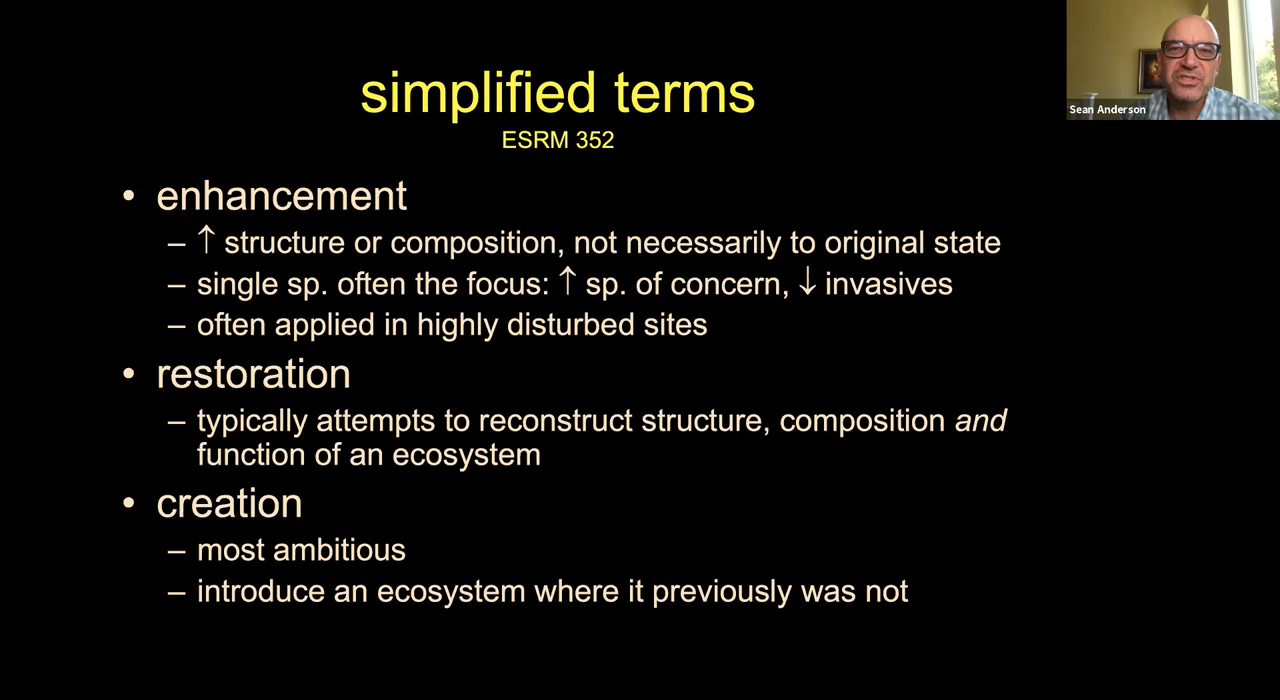 simplified terms
ESRM 352
• enhancement
– ↑ structure or composition, not necessarily to original state
– single sp. often the focus: ↑ sp. of concern, ↓ invasives
– often applied in highly disturbed sites
• restoration
– typically attempts to reconstruct structure, composition and
function of an ecosystem
• creation
– most ambitious
– introduce an ecosystem where it previously was not
Sean Anderson